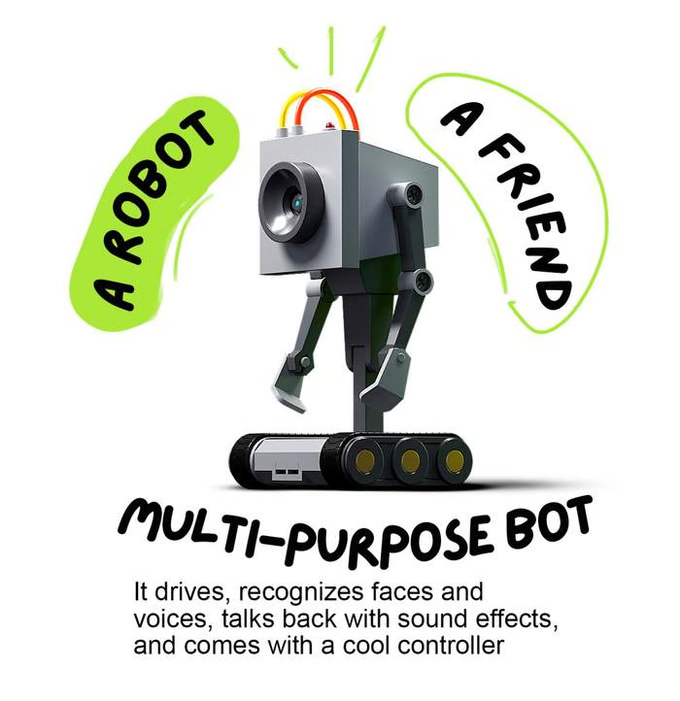 A ROBOT
A FRIEND
MULTI-PURPOSE BOT
It drives, recognizes faces and
voices, talks back with sound effects,
and comes with a cool controller